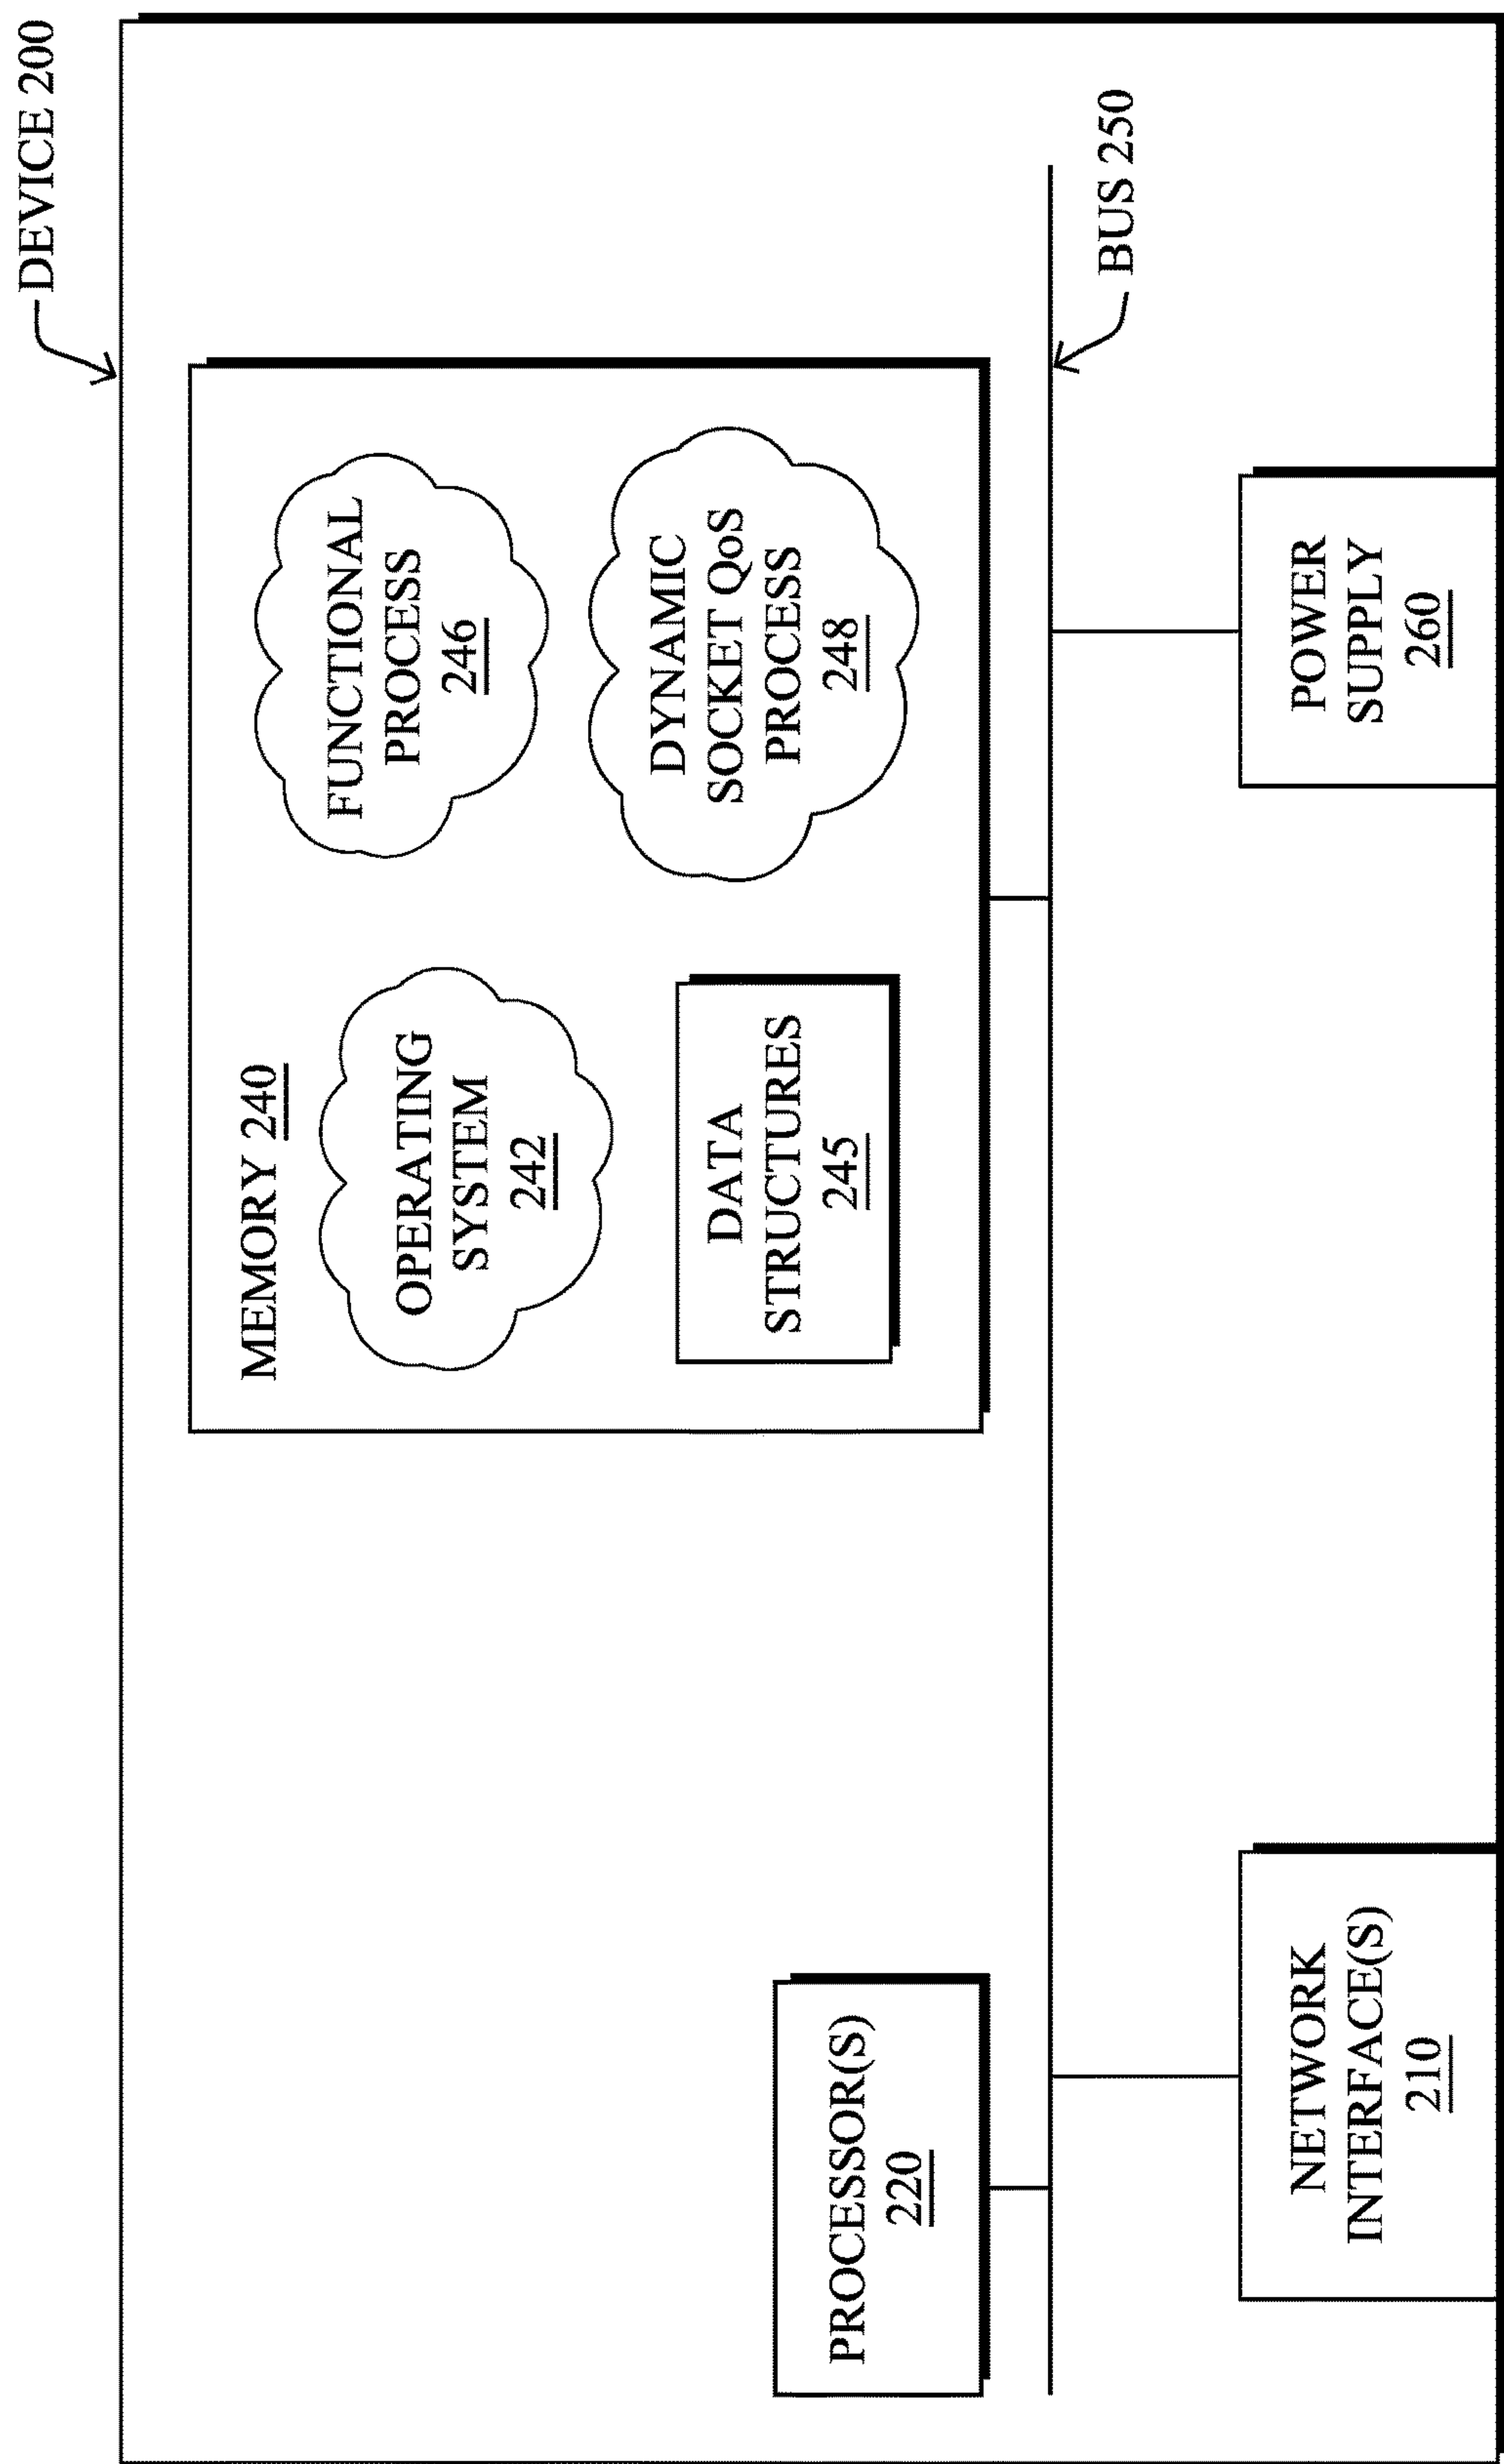 DEVICE 200
MEMORY 240
OPERATING
SYSTEM
242
FUNCTIONAL
PROCESS
246
DATA
STRUCTURES
245
DYNAMIC
SOCKET QoS
PROCESS
248
PROCESSOR(S)
220
BUS 250
NETWORK
INTERFACE(S)
210
POWER
SUPPLY
260